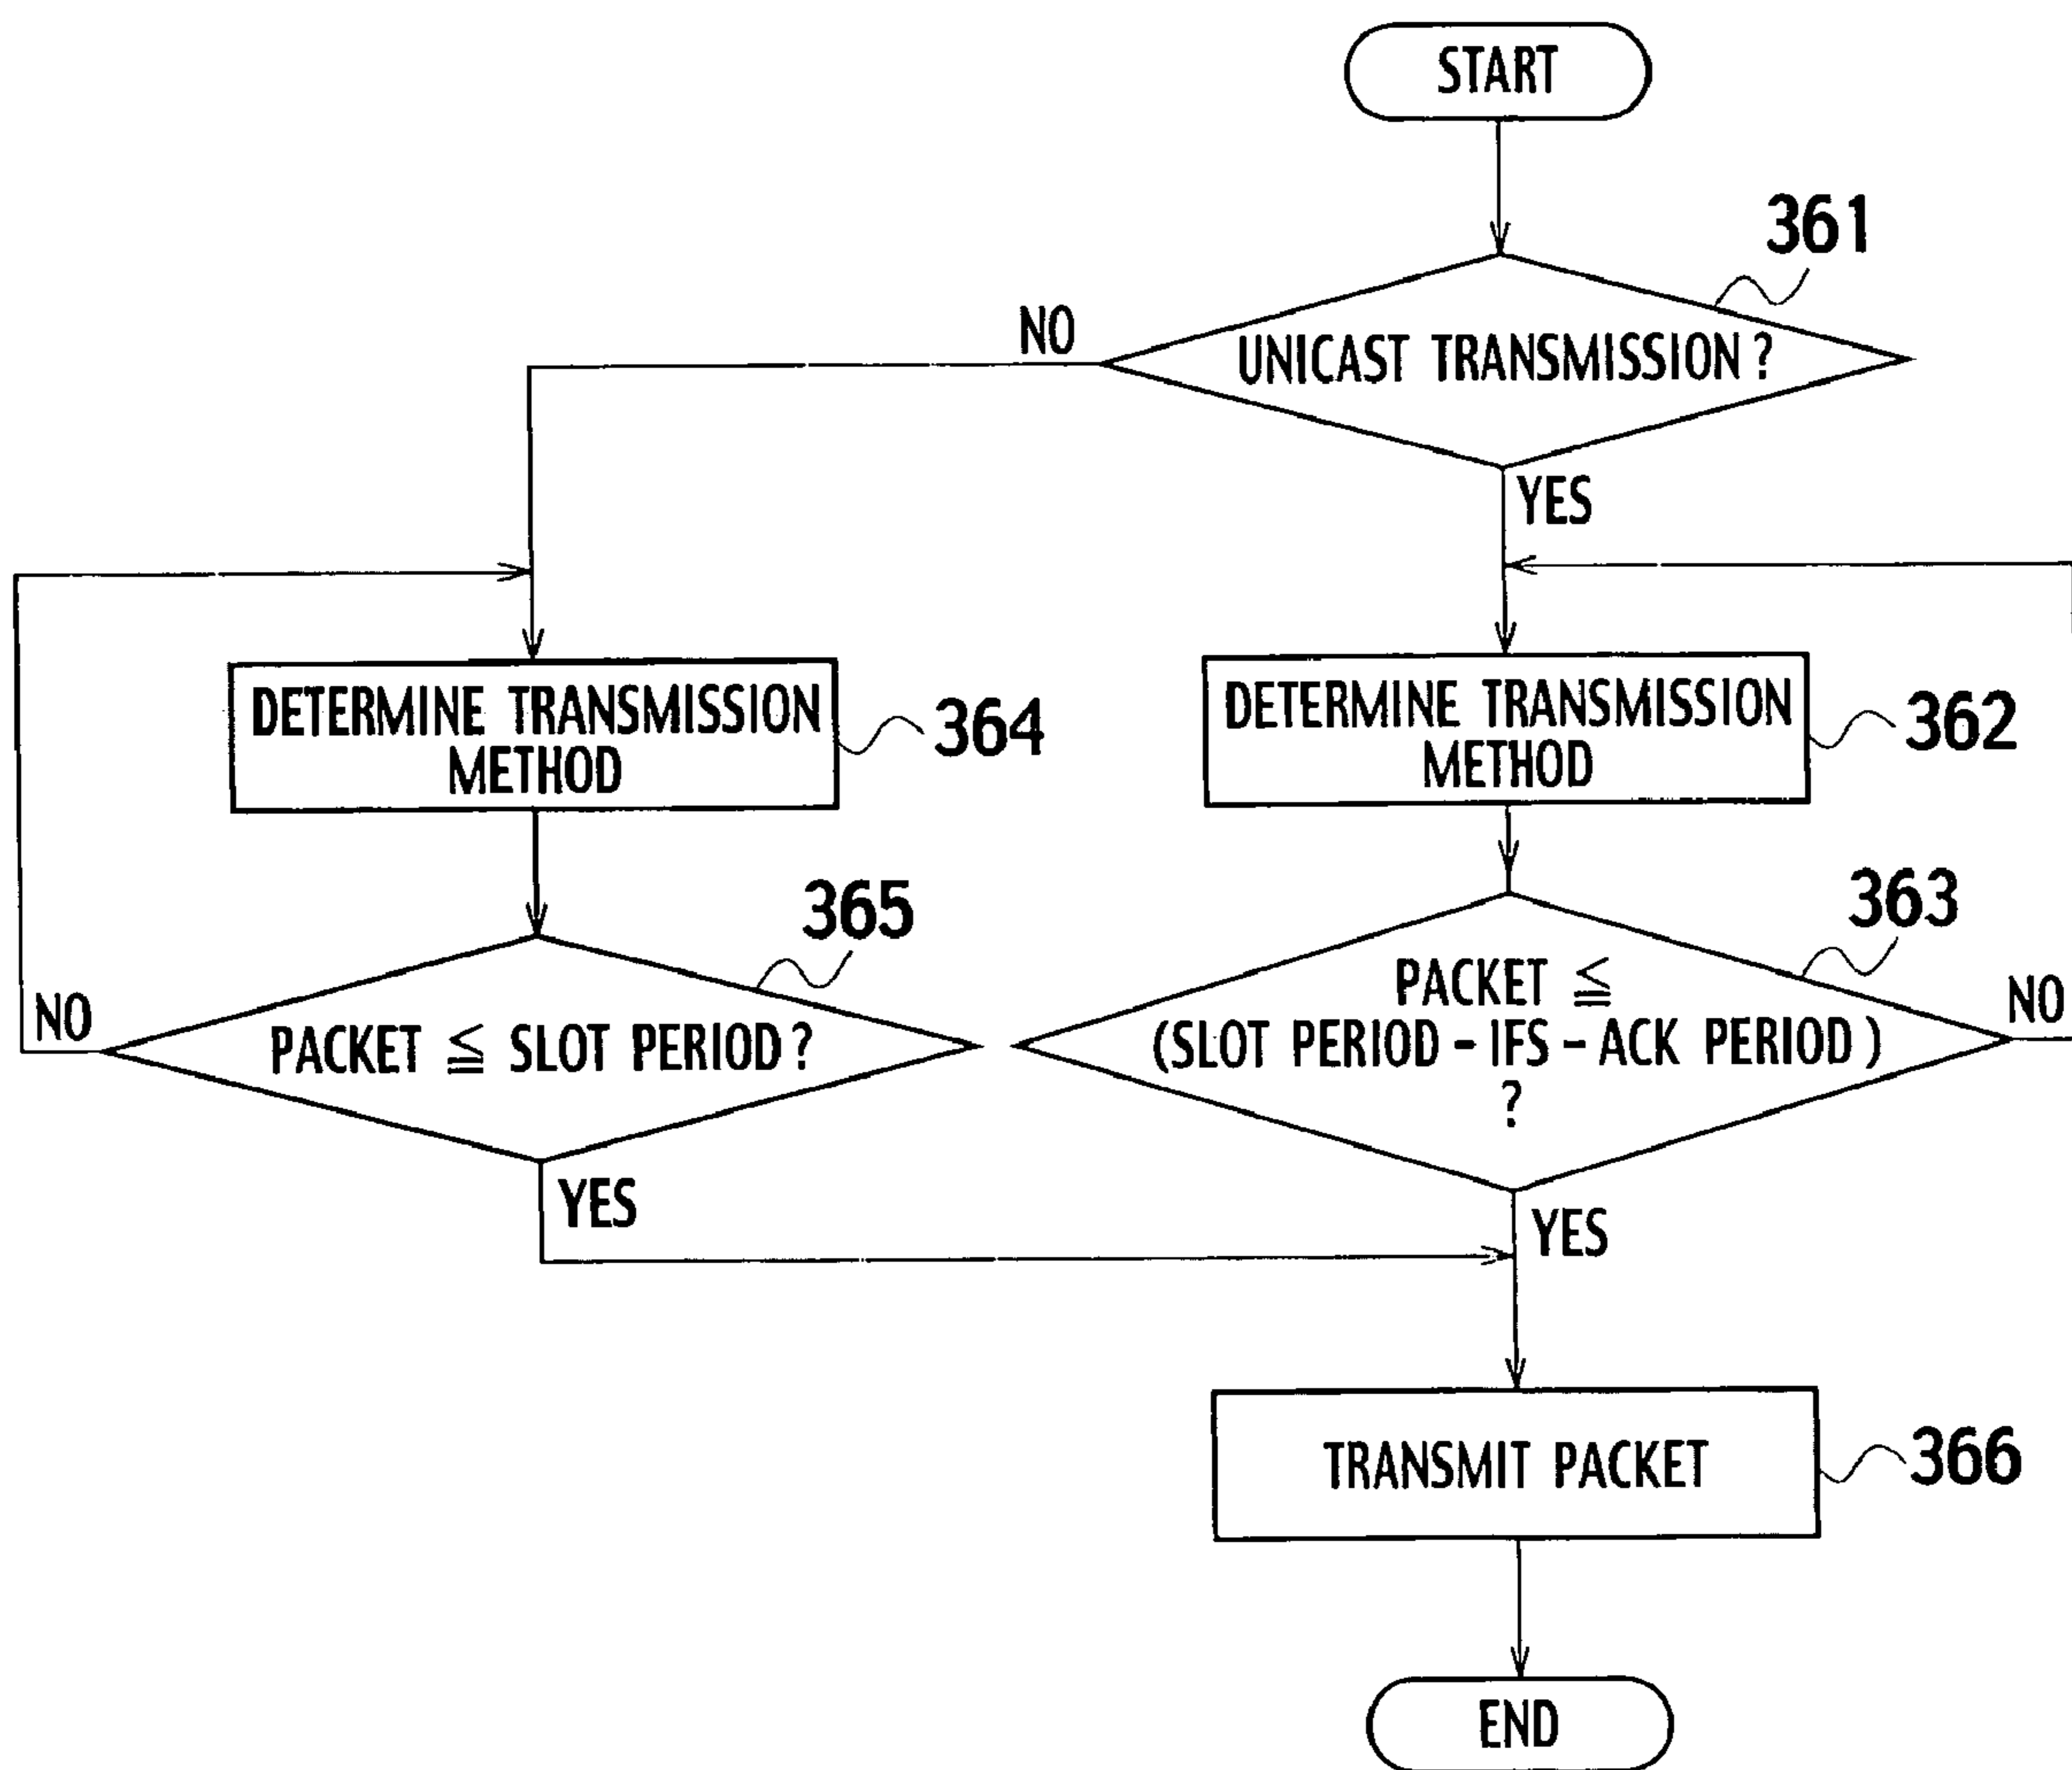 START
361
NO
UNICAST TRANSMISSION ?
YES
DETERMINE TRANSMISSION
METHOD
364
DETERMINE TRANSMISSION
METHOD
362
365
363
NO
PACKET ≦ SLOT PERIOD ?
PACKET ≦
(SLOT PERIOD - IFS - ACK PERIOD )
?
NO
YES
YES
TRANSMIT PACKET
366
END